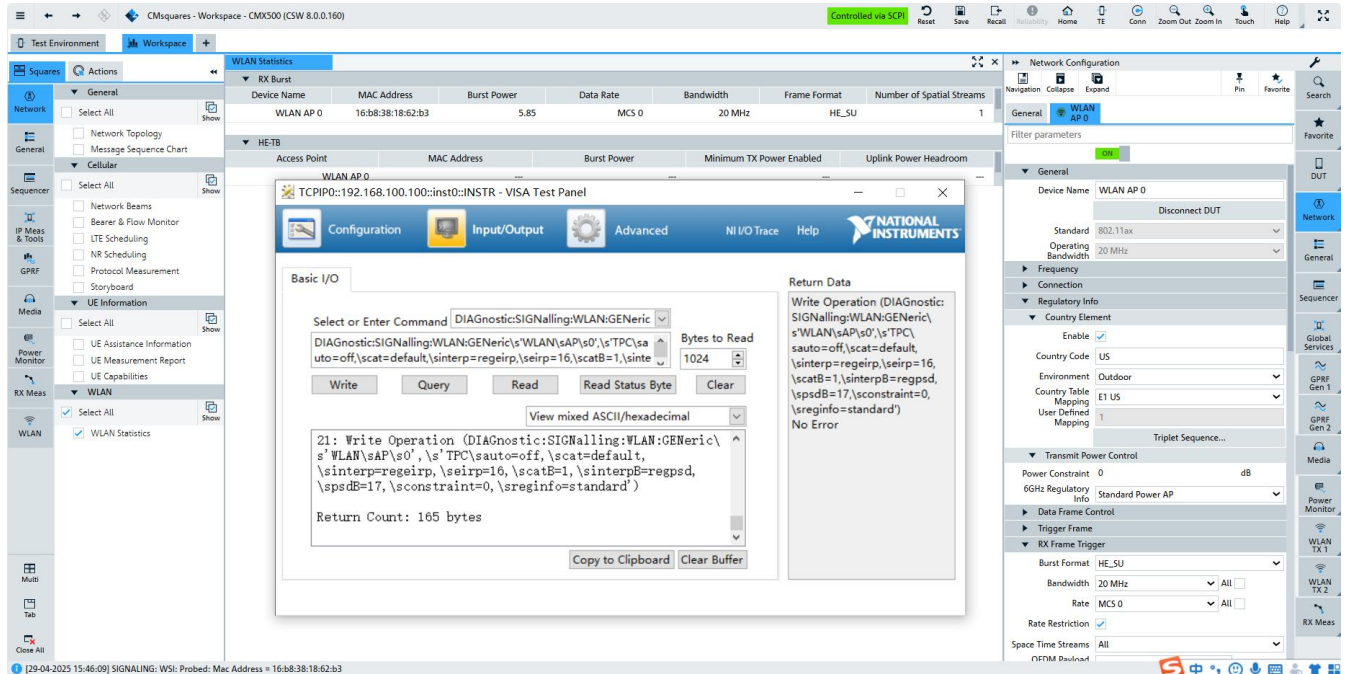 CMsquares - Workspace - CMX500 (CSW 8.0.0.160)
Controlled via SCPI
Reset
Save
Recall
Reliability
Home
TE
Conn
Zoom Out
Zoom In
Touch
Help
Test Environment
Workspace
+
Squares
Actions
Network
General
Sequencer
IP Meas
& Tools
GPRF
Media
Power
Monitor
RX Meas
WLAN
Multi
Tab
Close All
General
Select All
Show
Network Topology
Message Sequence Chart
Cellular
Select All
Show
Network Beams
Bearer & Flow Monitor
LTE Scheduling
NR Scheduling
Protocol Measurement
Storyboard
UE Information
Select All
Show
UE Assistance Information
UE Measurement Report
UE Capabilities
WLAN
Select All
Show
WLAN Statistics
WLAN Statistics
RX Burst
Device Name MAC Address Burst Power Data Rate Bandwidth Frame Format Number of Spatial Streams
WLAN AP 0 16:b8:38:18:62:b3 5.85 MCS 0 20 MHz HE_SU 1
HE-TB
Access Point MAC Address Burst Power Minimum TX Power Enabled Uplink Power Headroom
WLAN AP 0 --- --- --- ---
TCPIP0::192.168.100.100::inst0::INSTR - VISA Test Panel
Configuration
Input/Output
Advanced
NI I/O Trace
Help
NATIONAL
INSTRUMENTS
Basic I/O
Select or Enter Command DIAGnostic:SIGNalling:WLAN:GENeric
DIAGnostic:SIGNalling:WLAN:GENeric\s'WLAN\sAP\s0',\s'TPC\sa
uto=off,\scat=default,\sinterp=regeirp,\seirp=16,\scatB=1,\sinte
Bytes to Read
1024
Write
Query
Read
Read Status Byte
Clear
View mixed ASCII/hexadecimal
21: Write Operation (DIAGnostic:SIGNalling:WLAN:GENeric\
s'WLAN\sAP\s0',\s'TPC\sauto=off,\scat=default,
\sinterp=regeirp,\seirp=16,\scatB=1,\sinterpB=regpsd,
\spsdB=17,\sconstraint=0,\sreginfo=standard')
Return Count: 165 bytes
Copy to Clipboard
Clear Buffer
Return Data
Write Operation (DIAGnostic:
SIGNalling:WLAN:GENeric\
s'WLAN\sAP\s0',\s'TPC\
sauto=off,\scat=default,
\sinterp=regeirp,\seirp=16,
\scatB=1,\sinterpB=regpsd,
\spsdB=17,\sconstraint=0,
\sreginfo=standard')
No Error
Network Configuration
Navigation
Collapse
Expand
Pin
Favorite
General
WLAN
AP 0
Filter parameters
ON
General
Device Name WLAN AP 0
Disconnect DUT
Standard 802.11ax
Operating
Bandwidth 20 MHz
Frequency
Connection
Regulatory Info
Country Element
Enable
Country Code US
Environment Outdoor
Country Table
Mapping E1 US
User Defined
Mapping 1
Triplet Sequence...
Transmit Power Control
Power Constraint 0 dB
6GHz Regulatory
Info Standard Power AP
Data Frame Control
Trigger Frame
RX Frame Trigger
Burst Format HE_SU
Bandwidth 20 MHz All
Rate MCS 0 All
Rate Restriction
Space Time Streams All
OFDM Payload
Search
Favorite
DUT
Network
General
Sequencer
Global
Services
GPRF
Gen 1
GPRF
Gen 2
Media
Power
Monitor
WLAN
TX 1
WLAN
TX 2
RX Meas
[29-04-2025 15:46:09] SIGNALING: WSI: Probed: Mac Address = 16:b8:38:18:62:b3
中